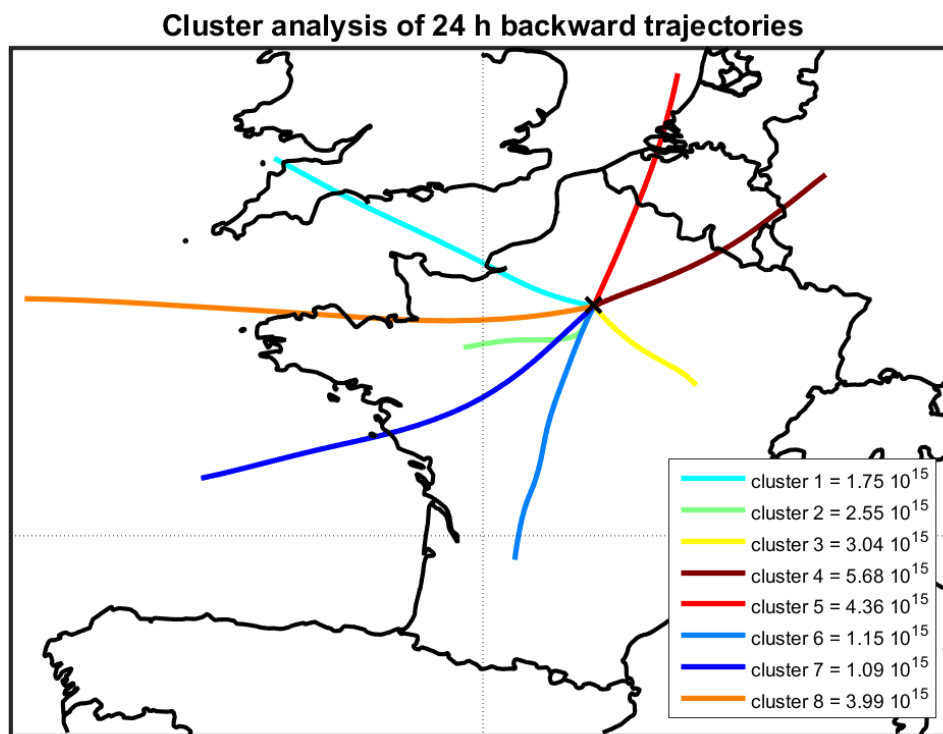 Cluster analysis of 24 h backward trajectories
cluster 1 = 1.75 10^15
cluster 2 = 2.55 10^15
cluster 3 = 3.04 10^15
cluster 4 = 5.68 10^15
cluster 5 = 4.36 10^15
cluster 6 = 1.15 10^15
cluster 7 = 1.09 10^15
cluster 8 = 3.99 10^15